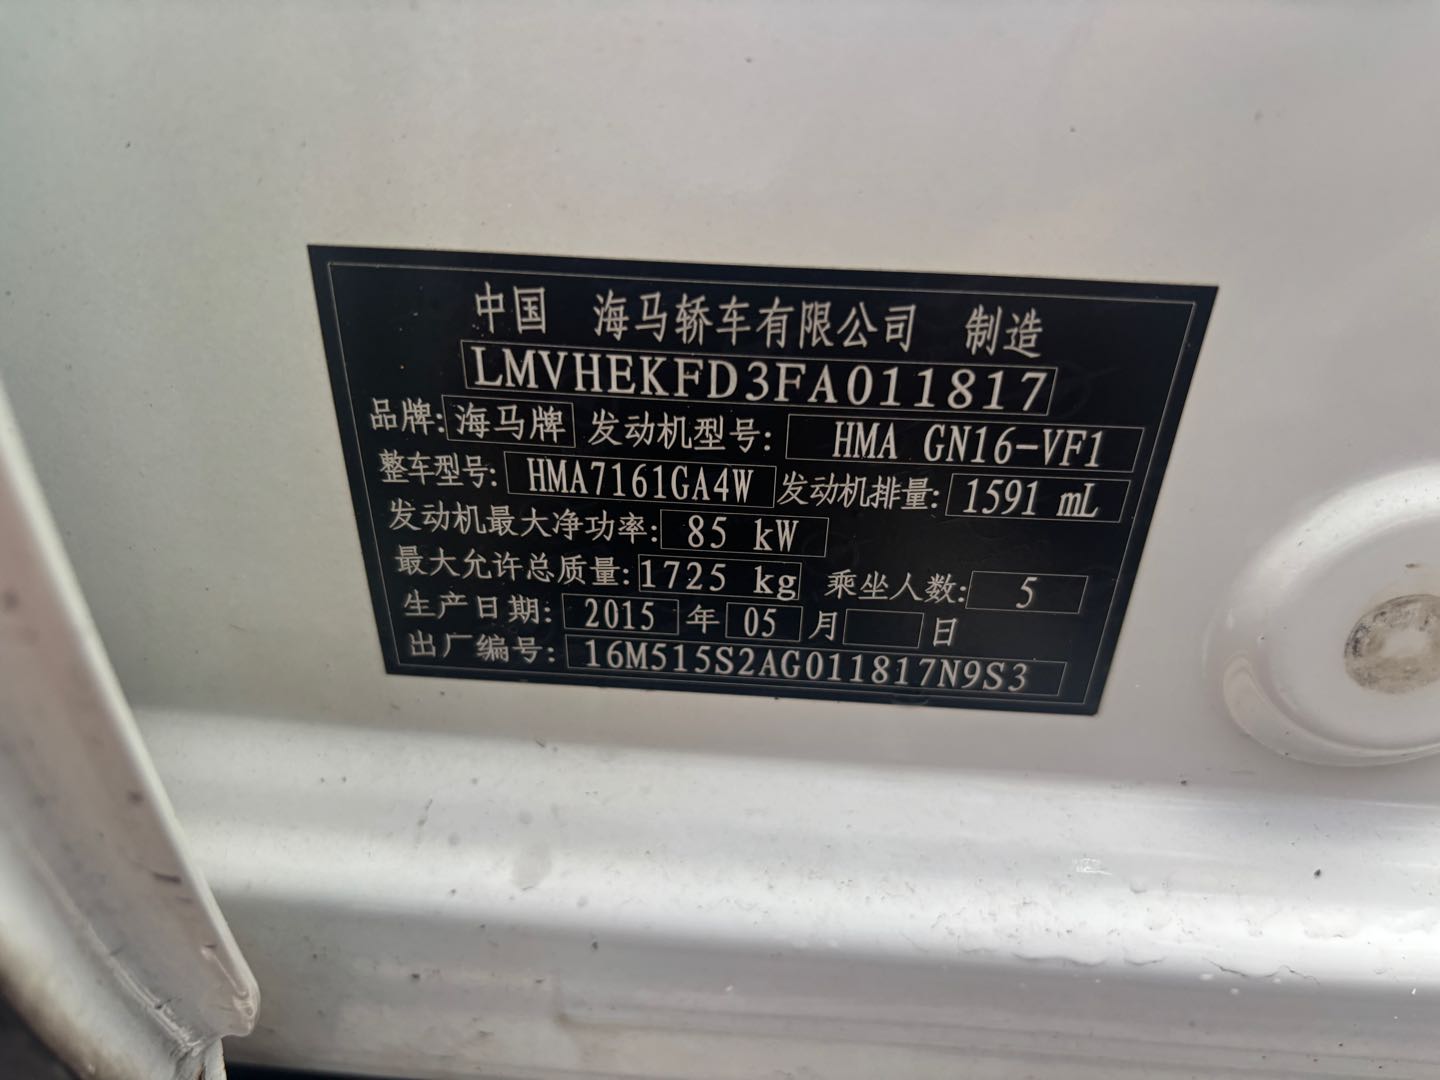 中国 海马轿车有限公司 制造
LMVHEKFD3FA011817
品牌: 海马牌 发动机型号: HMA GN16-VF1
整车型号: HMA7161GA4W 发动机排量: 1591 mL
发动机最大净功率: 85 kW
最大允许总质量: 1725 kg 乘坐人数: 5
生产日期: 2015 年 05 月 日
出厂编号: 16M515S2AG011817N9S3